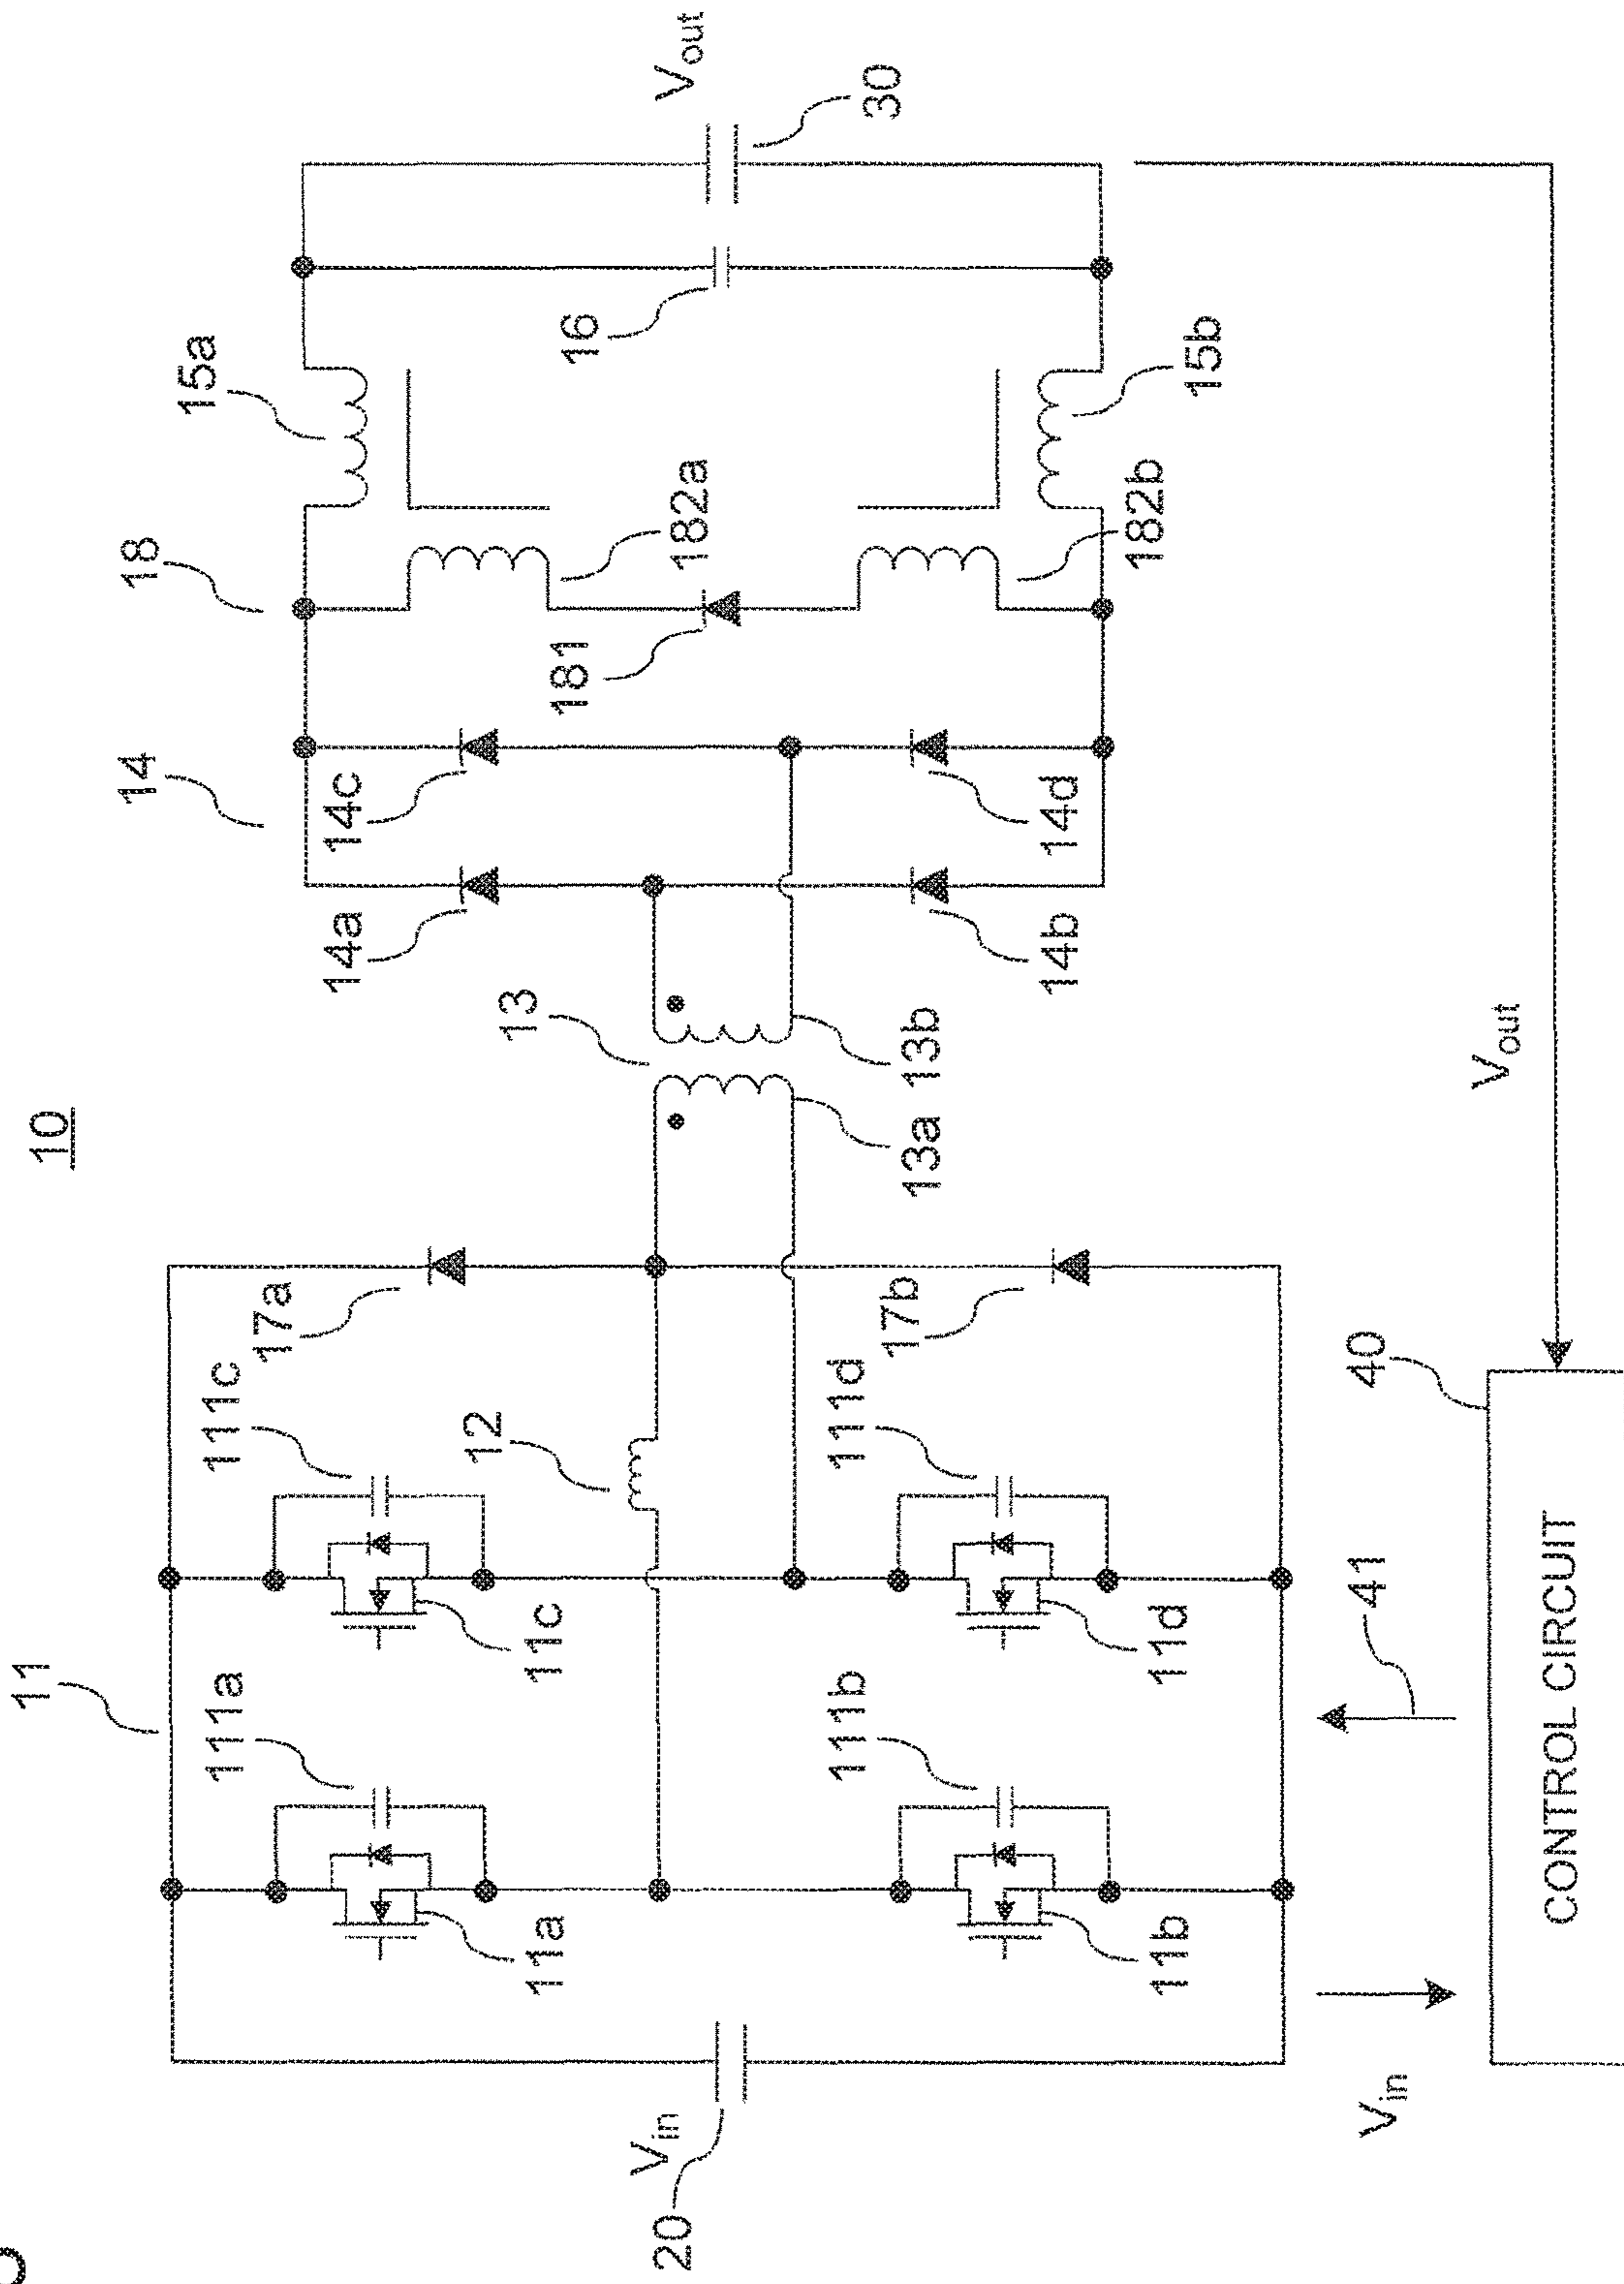 10
11
111a
111c
17a
11a
11c
12
13
13a
13b
14
14a
14c
14b
14d
18
181
182a
182b
15a
15b
16
30
Vout
Vin
20
111b
111d
17b
11b
11d
Vin
41
40
Vout
CONTROL CIRCUIT